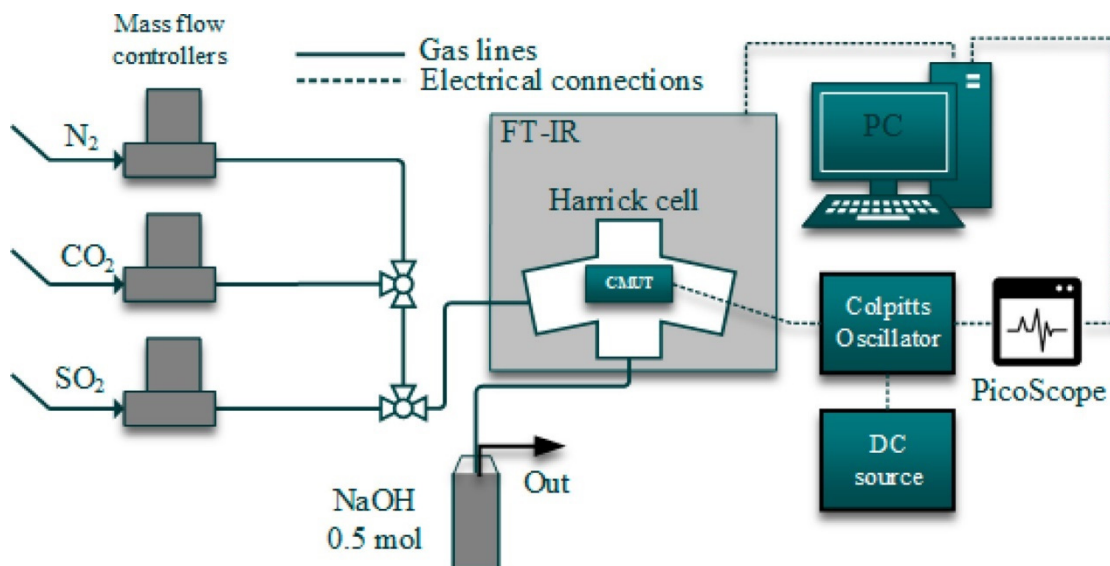 Mass flow
controllers
Gas lines
Electrical connections
N₂
FT-IR
PC
Harrick cell
CO₂
CMUT
Colpitts
Oscillator
SO₂
PicoScope
DC
source
Out
NaOH
0.5 mol